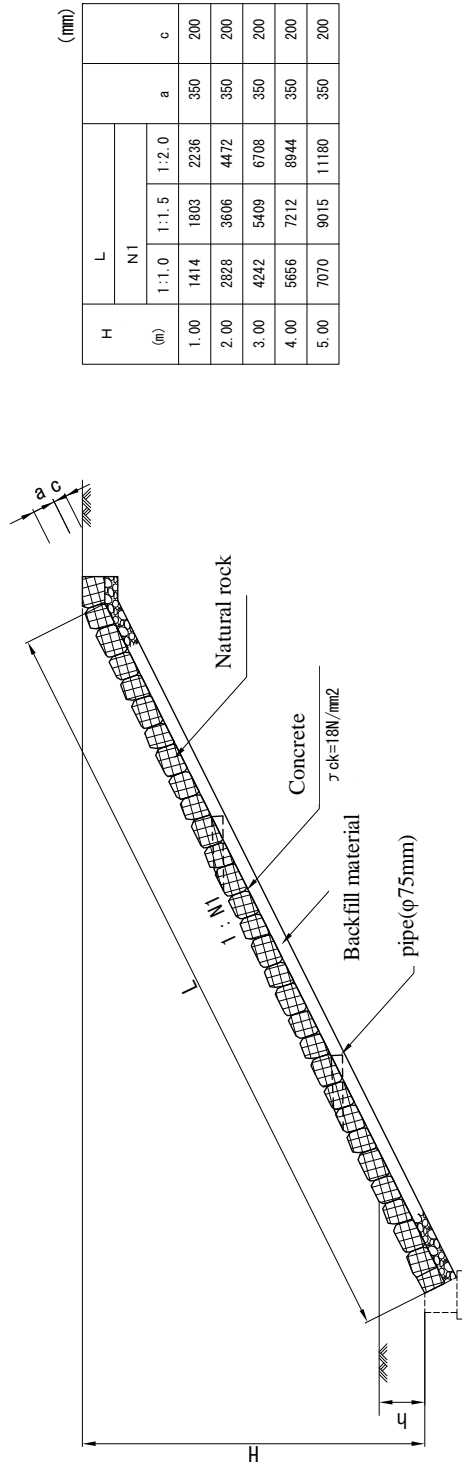 (mm)
H L a c
N1
(m) 1:1.0 1:1.5 1:2.0
1.00 1414 1803 2236 350 200
2.00 2828 3606 4472 350 200
3.00 4242 5409 6708 350 200
4.00 5656 7212 8944 350 200
5.00 7070 9015 11180 350 200
a c
Natural rock
Concrete
ck=18N/mm2
Backfill material
pipe(φ75mm)
1:N1
L
h
H